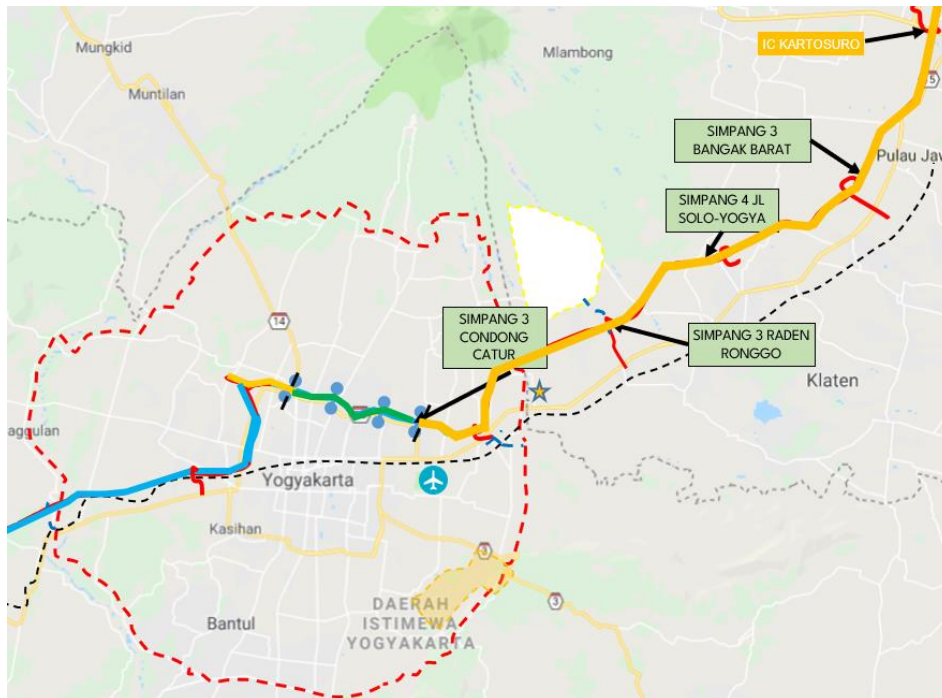 IC KARTOSURO
Mungkid
Mlambong
Muntilan
5
SIMPANG 3
BANGAK BARAT
Pulau Jaw
SIMPANG 4 JL
SOLO-YOGYA
14
SIMPANG 3
CONDONG
CATUR
SIMPANG 3 RADEN
RONGGO
Klaten
aggulan
Yogyakarta
Kasihan
3
3
Bantul
DAERAH
ISTIMEWA
YOGYAKARTA